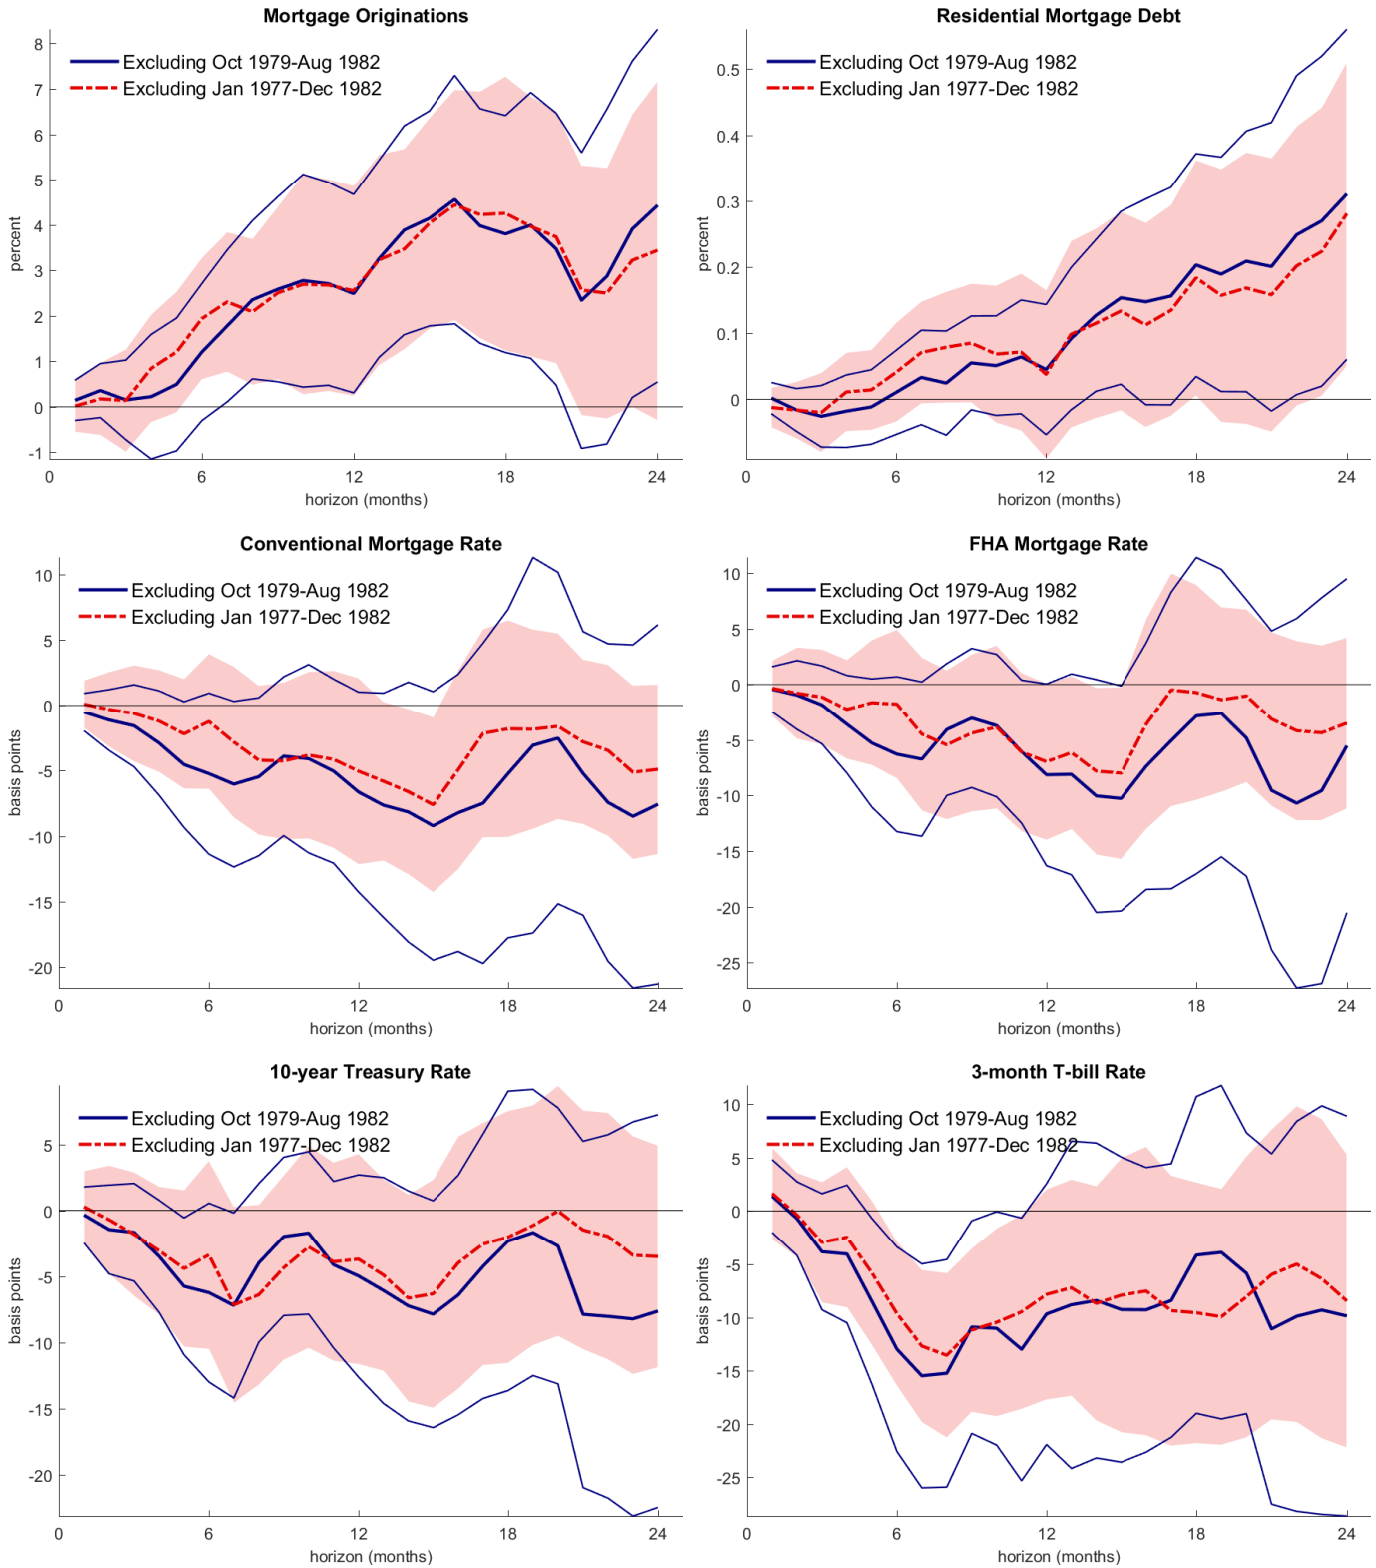 Mortgage Originations
Excluding Oct 1979-Aug 1982
Excluding Jan 1977-Dec 1982
8
7
6
5
4
3
2
1
0
-1
percent
0 6 12 18 24
horizon (months)
Residential Mortgage Debt
Excluding Oct 1979-Aug 1982
Excluding Jan 1977-Dec 1982
0.5
0.4
0.3
0.2
0.1
0
percent
0 6 12 18 24
horizon (months)
Conventional Mortgage Rate
Excluding Oct 1979-Aug 1982
Excluding Jan 1977-Dec 1982
10
5
0
-5
-10
-15
-20
basis points
0 6 12 18 24
horizon (months)
FHA Mortgage Rate
Excluding Oct 1979-Aug 1982
Excluding Jan 1977-Dec 1982
10
5
0
-5
-10
-15
-20
-25
basis points
0 6 12 18 24
horizon (months)
10-year Treasury Rate
Excluding Oct 1979-Aug 1982
Excluding Jan 1977-Dec 1982
5
0
-5
-10
-15
-20
basis points
0 6 12 18 24
horizon (months)
3-month T-bill Rate
Excluding Oct 1979-Aug 1982
Excluding Jan 1977-Dec 1982
10
5
0
-5
-10
-15
-20
-25
basis points
0 6 12 18 24
horizon (months)